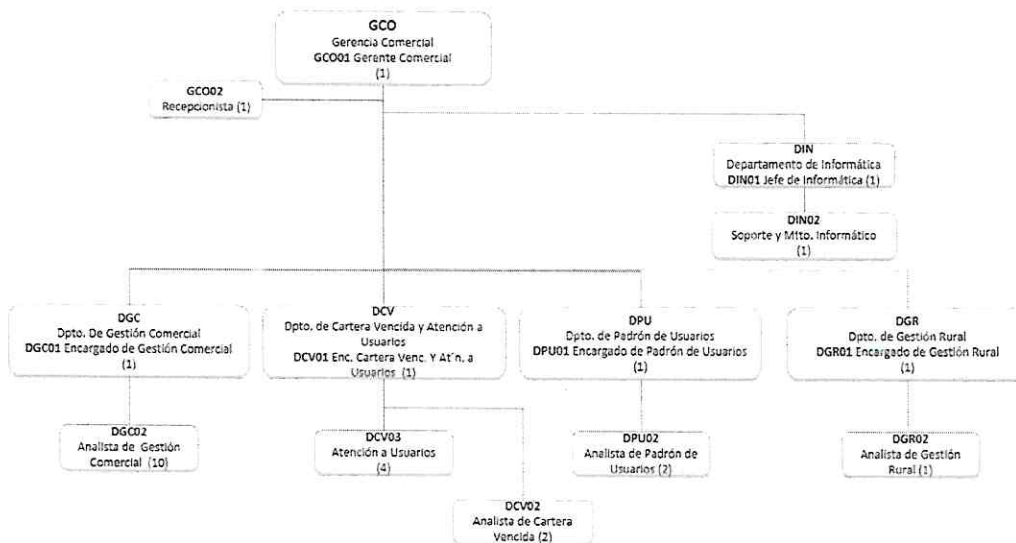 GCO
Gerencia Comercial
GCO01 Gerente Comercial
(1)
GCO02
Recepcionista (1)
DIN
Departamento de Informática
DIN01 Jefe de Informática (1)
DIN02
Soporte y Mtto. Informático
(1)
DGC
Dpto. De Gestión Comercial
DGC01 Encargado de Gestión Comercial
(1)
DCV
Dpto. de Cartera Vencida y Atención a
Usuarios
DCV01 Enc. Cartera Venc. Y At´n. a
Usuarios (1)
DPU
Dpto. de Padrón de Usuarios
DPU01 Encargado de Padrón de Usuarios
(1)
DGR
Dpto. de Gestión Rural
DGR01 Encargado de Gestión Rural
(1)
DGC02
Analista de Gestión
Comercial (10)
DCV03
Atención a Usuarios
(4)
DPU02
Analista de Padrón de
Usuarios (2)
DGR02
Analista de Gestión
Rural (1)
DCV02
Analista de Cartera
Vencida (2)